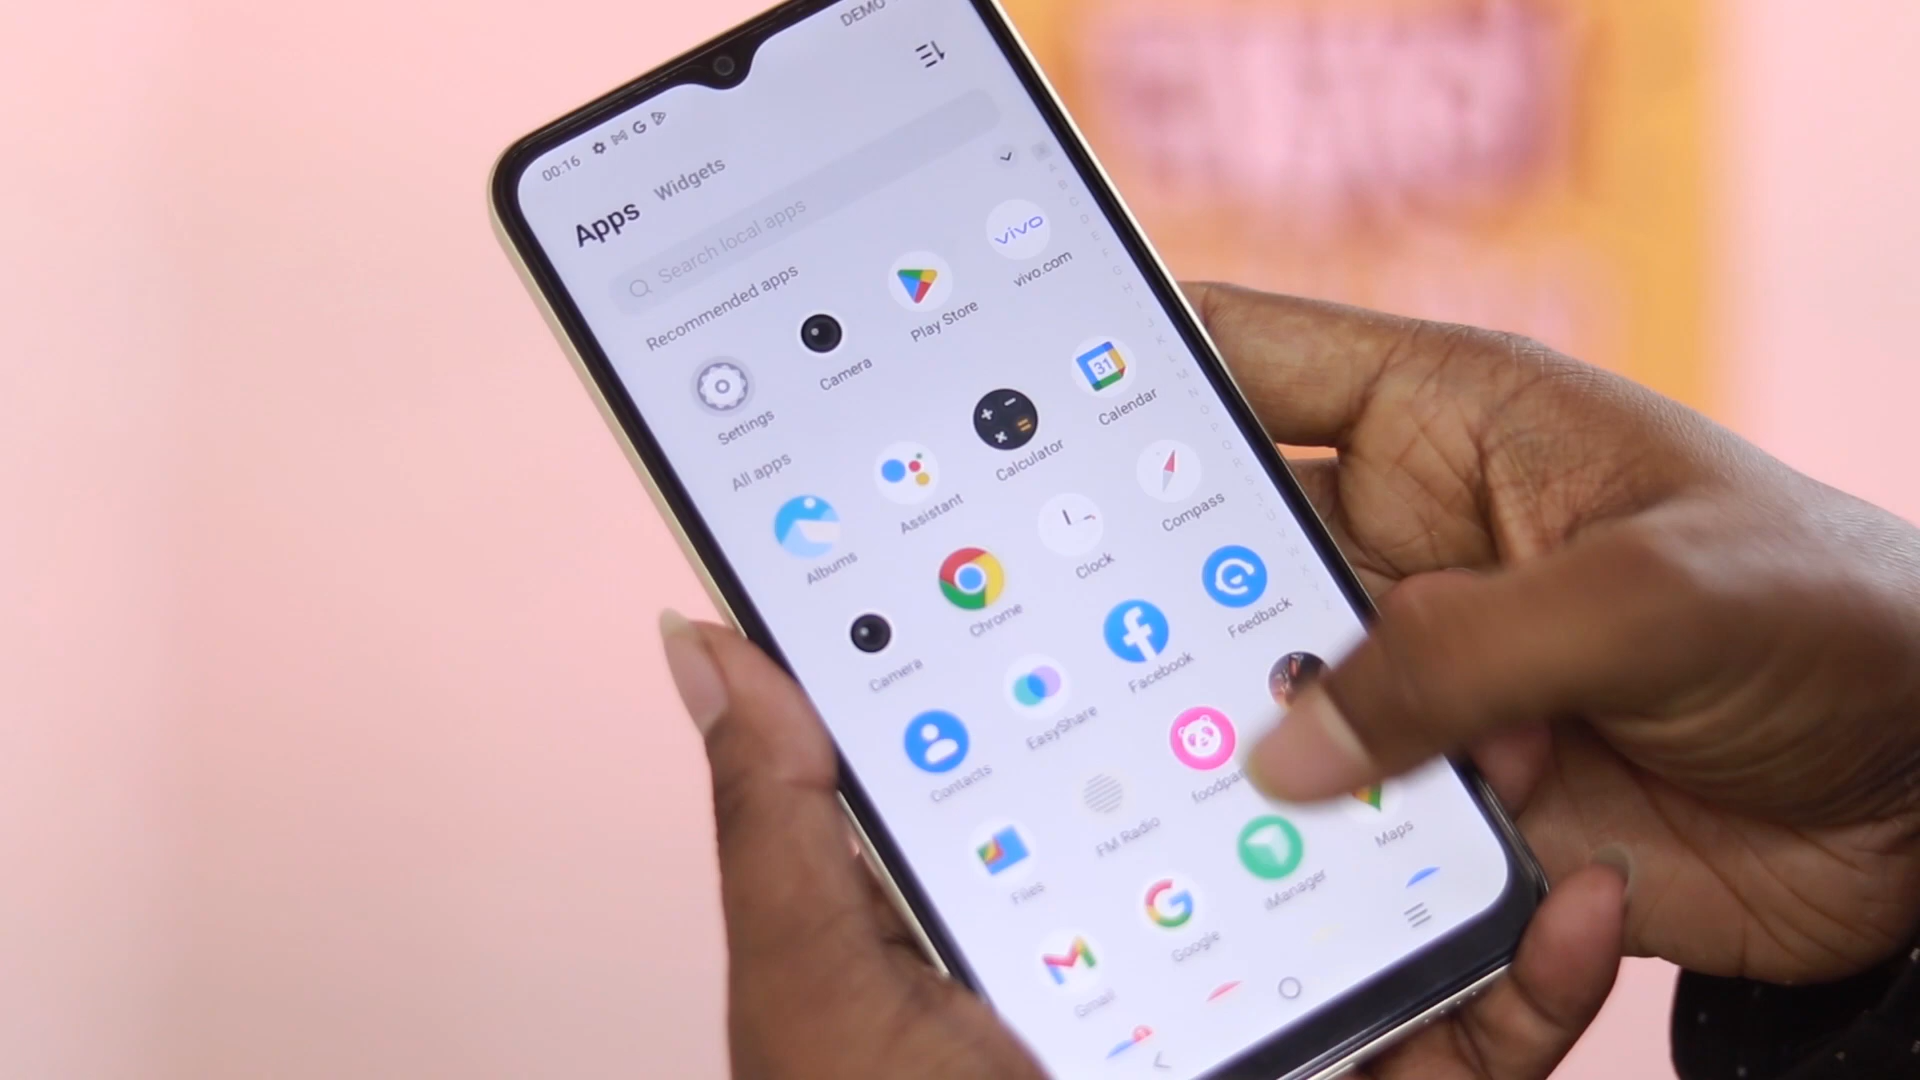 00:16
DEMO
Apps Widgets
Search local apps
Recommended apps
Settings Camera Play Store vivo vivo.com
All apps
Albums Assistant Calculator 31 Calendar
Camera Chrome Clock Compass
Contacts EasyShare Facebook Feedback
Files FM Radio
Gmail Google iManager Maps